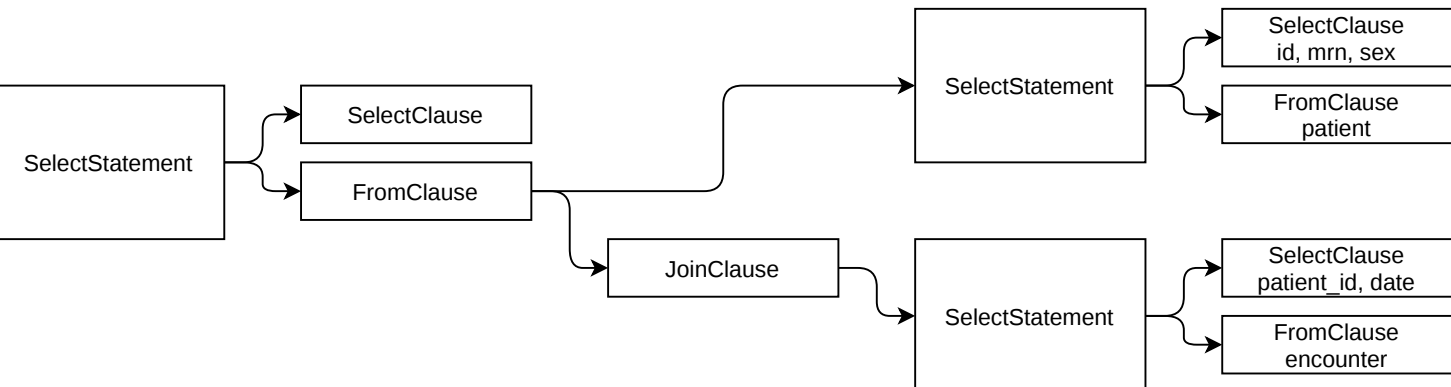 SelectStatement
SelectClause
FromClause
JoinClause
SelectStatement
SelectClause
id, mrn, sex
FromClause
patient
SelectStatement
SelectClause
patient_id, date
FromClause
encounter